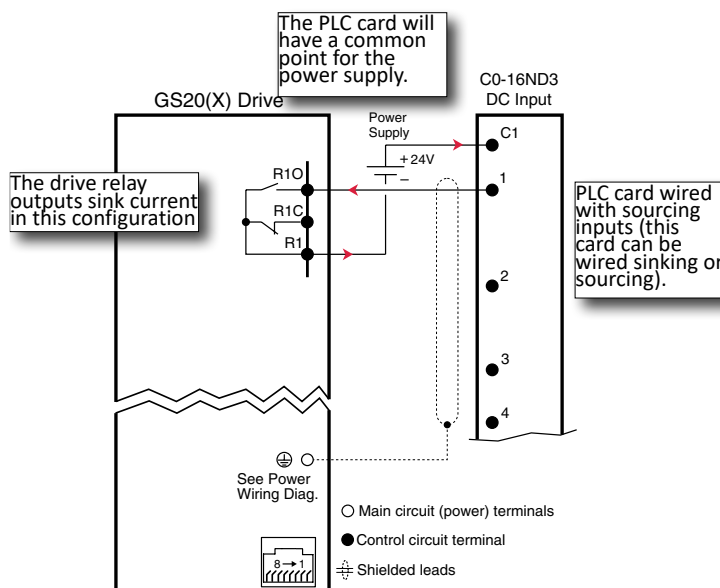 The PLC card will
have a common
point for the
power supply.
C0-16ND3
DC Input
GS20(X) Drive
Power
Supply
C1
+24V
–
R1O
1
The drive relay
outputs sink current
in this configuration
R1C
R1
PLC card wired
with sourcing
inputs (this
card can be
wired sinking or
sourcing).
2
3
4
See Power
Wiring Diag.
Main circuit (power) terminals
Control circuit terminal
8→1
Shielded leads